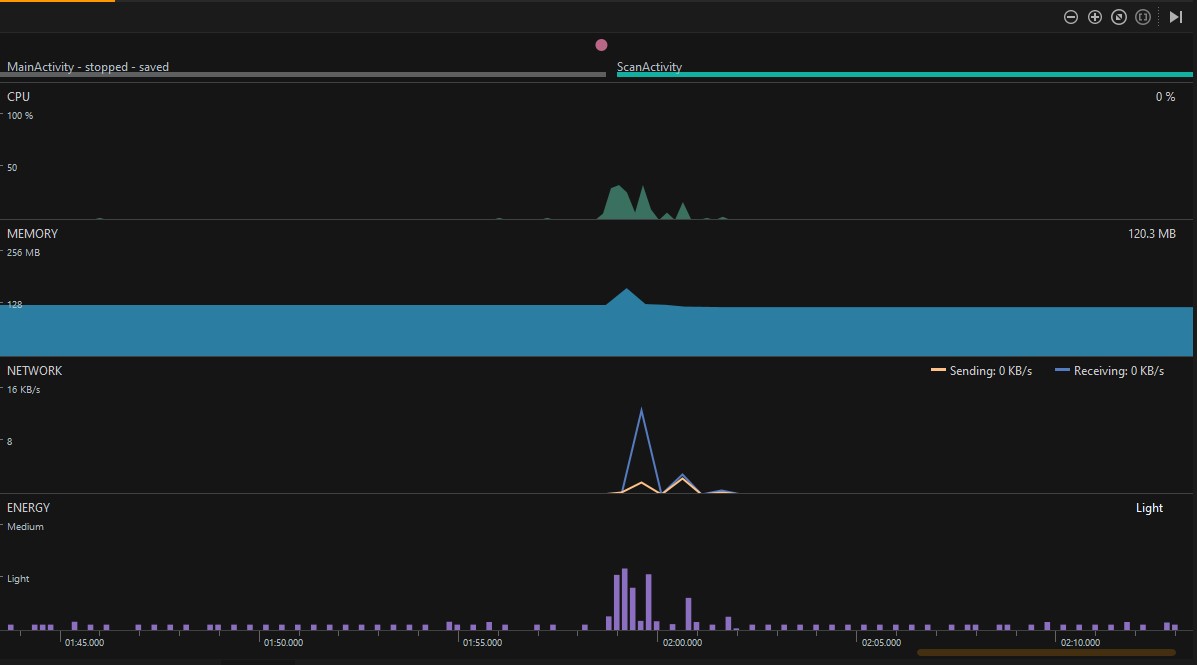 MainActivity - stopped - saved
ScanActivity
CPU
0 %
100 %
50
MEMORY
120.3 MB
256 MB
128
NETWORK
Sending: 0 KB/s
Receiving: 0 KB/s
16 KB/s
8
ENERGY
Light
Medium
Light
01:45.000
01:50.000
01:55.000
02:00.000
02:05.000
02:10.000